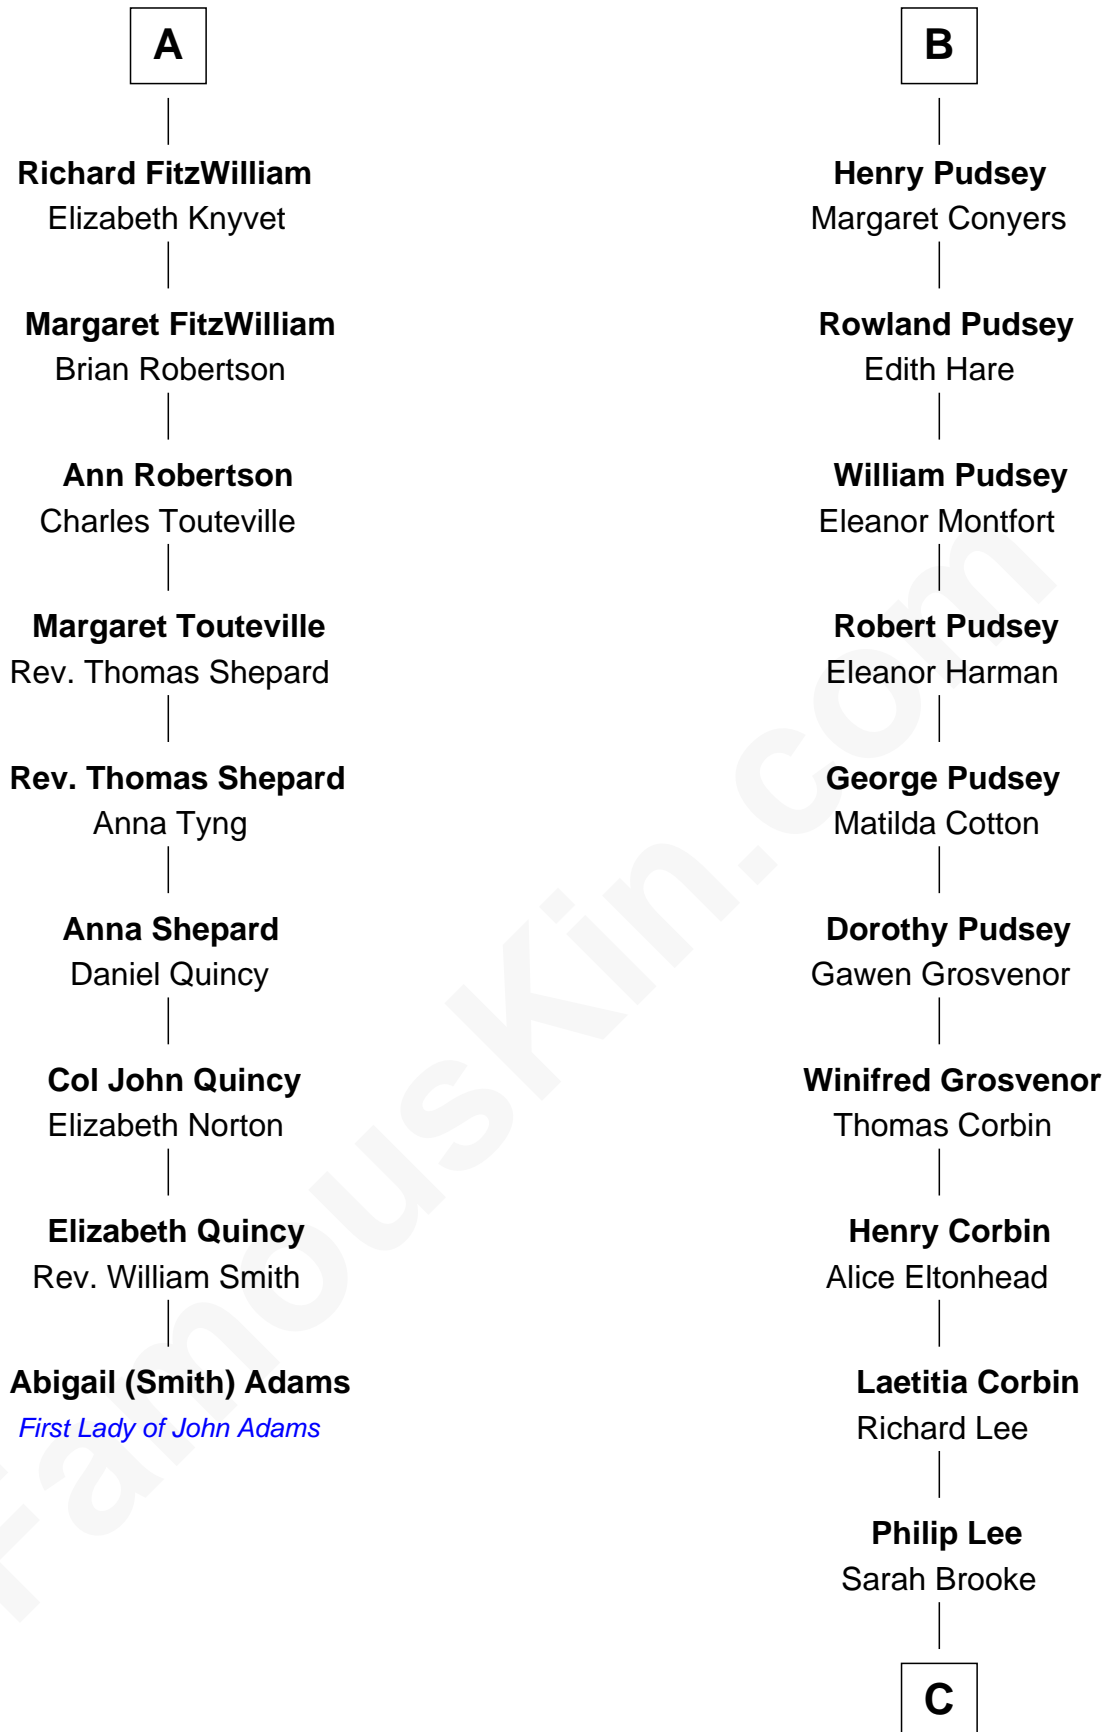 A
Richard FitzWilliam
Elizabeth Knyvet
Margaret FitzWilliam
Brian Robertson
Ann Robertson
Charles Touteville
Margaret Touteville
Rev. Thomas Shepard
Rev. Thomas Shepard
Anna Tyng
Anna Shepard
Daniel Quincy
Col John Quincy
Elizabeth Norton
Elizabeth Quincy
Rev. William Smith
Abigail (Smith) Adams
First Lady of John Adams
B
Henry Pudsey
Margaret Conyers
Rowland Pudsey
Edith Hare
William Pudsey
Eleanor Montfort
Robert Pudsey
Eleanor Harman
George Pudsey
Matilda Cotton
Dorothy Pudsey
Gawen Grosvenor
Winifred Grosvenor
Thomas Corbin
Henry Corbin
Alice Eltonhead
Laetitia Corbin
Richard Lee
Philip Lee
Sarah Brooke
C
FamousKin.com